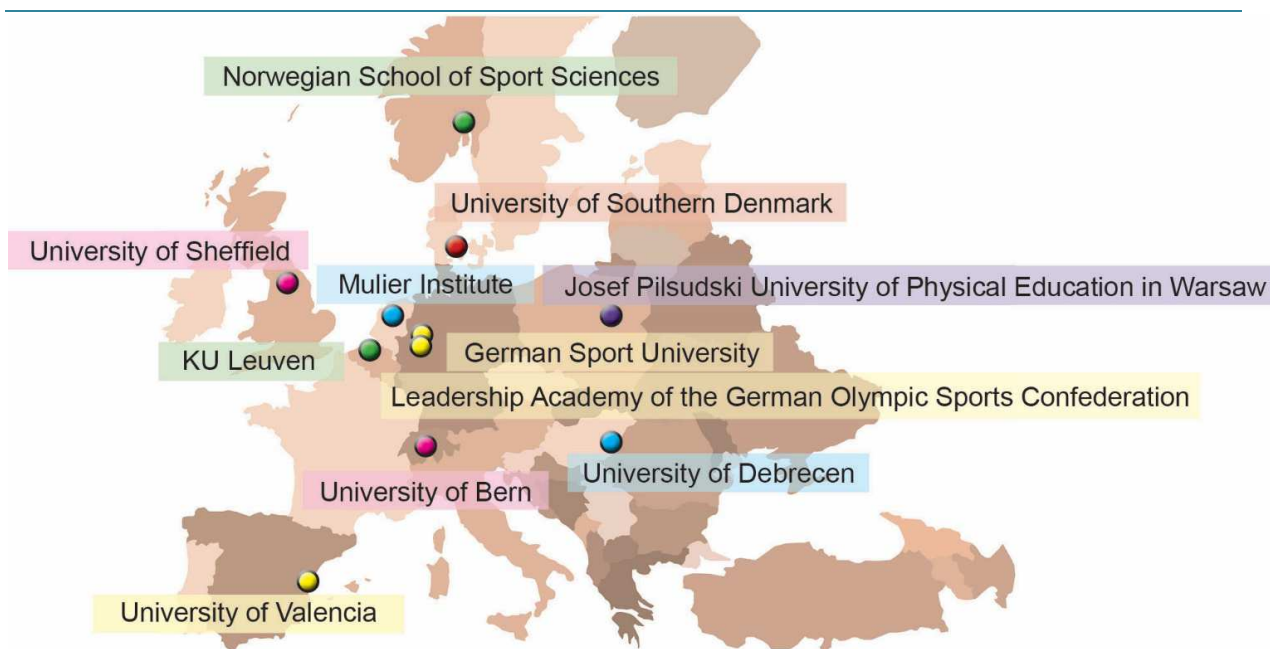 Norwegian School of Sport Sciences
University of Southern Denmark
University of Sheffield
Mulier Institute
Josef Pilsudski University of Physical Education in Warsaw
KU Leuven
German Sport University
Leadership Academy of the German Olympic Sports Confederation
University of Debrecen
University of Bern
University of Valencia